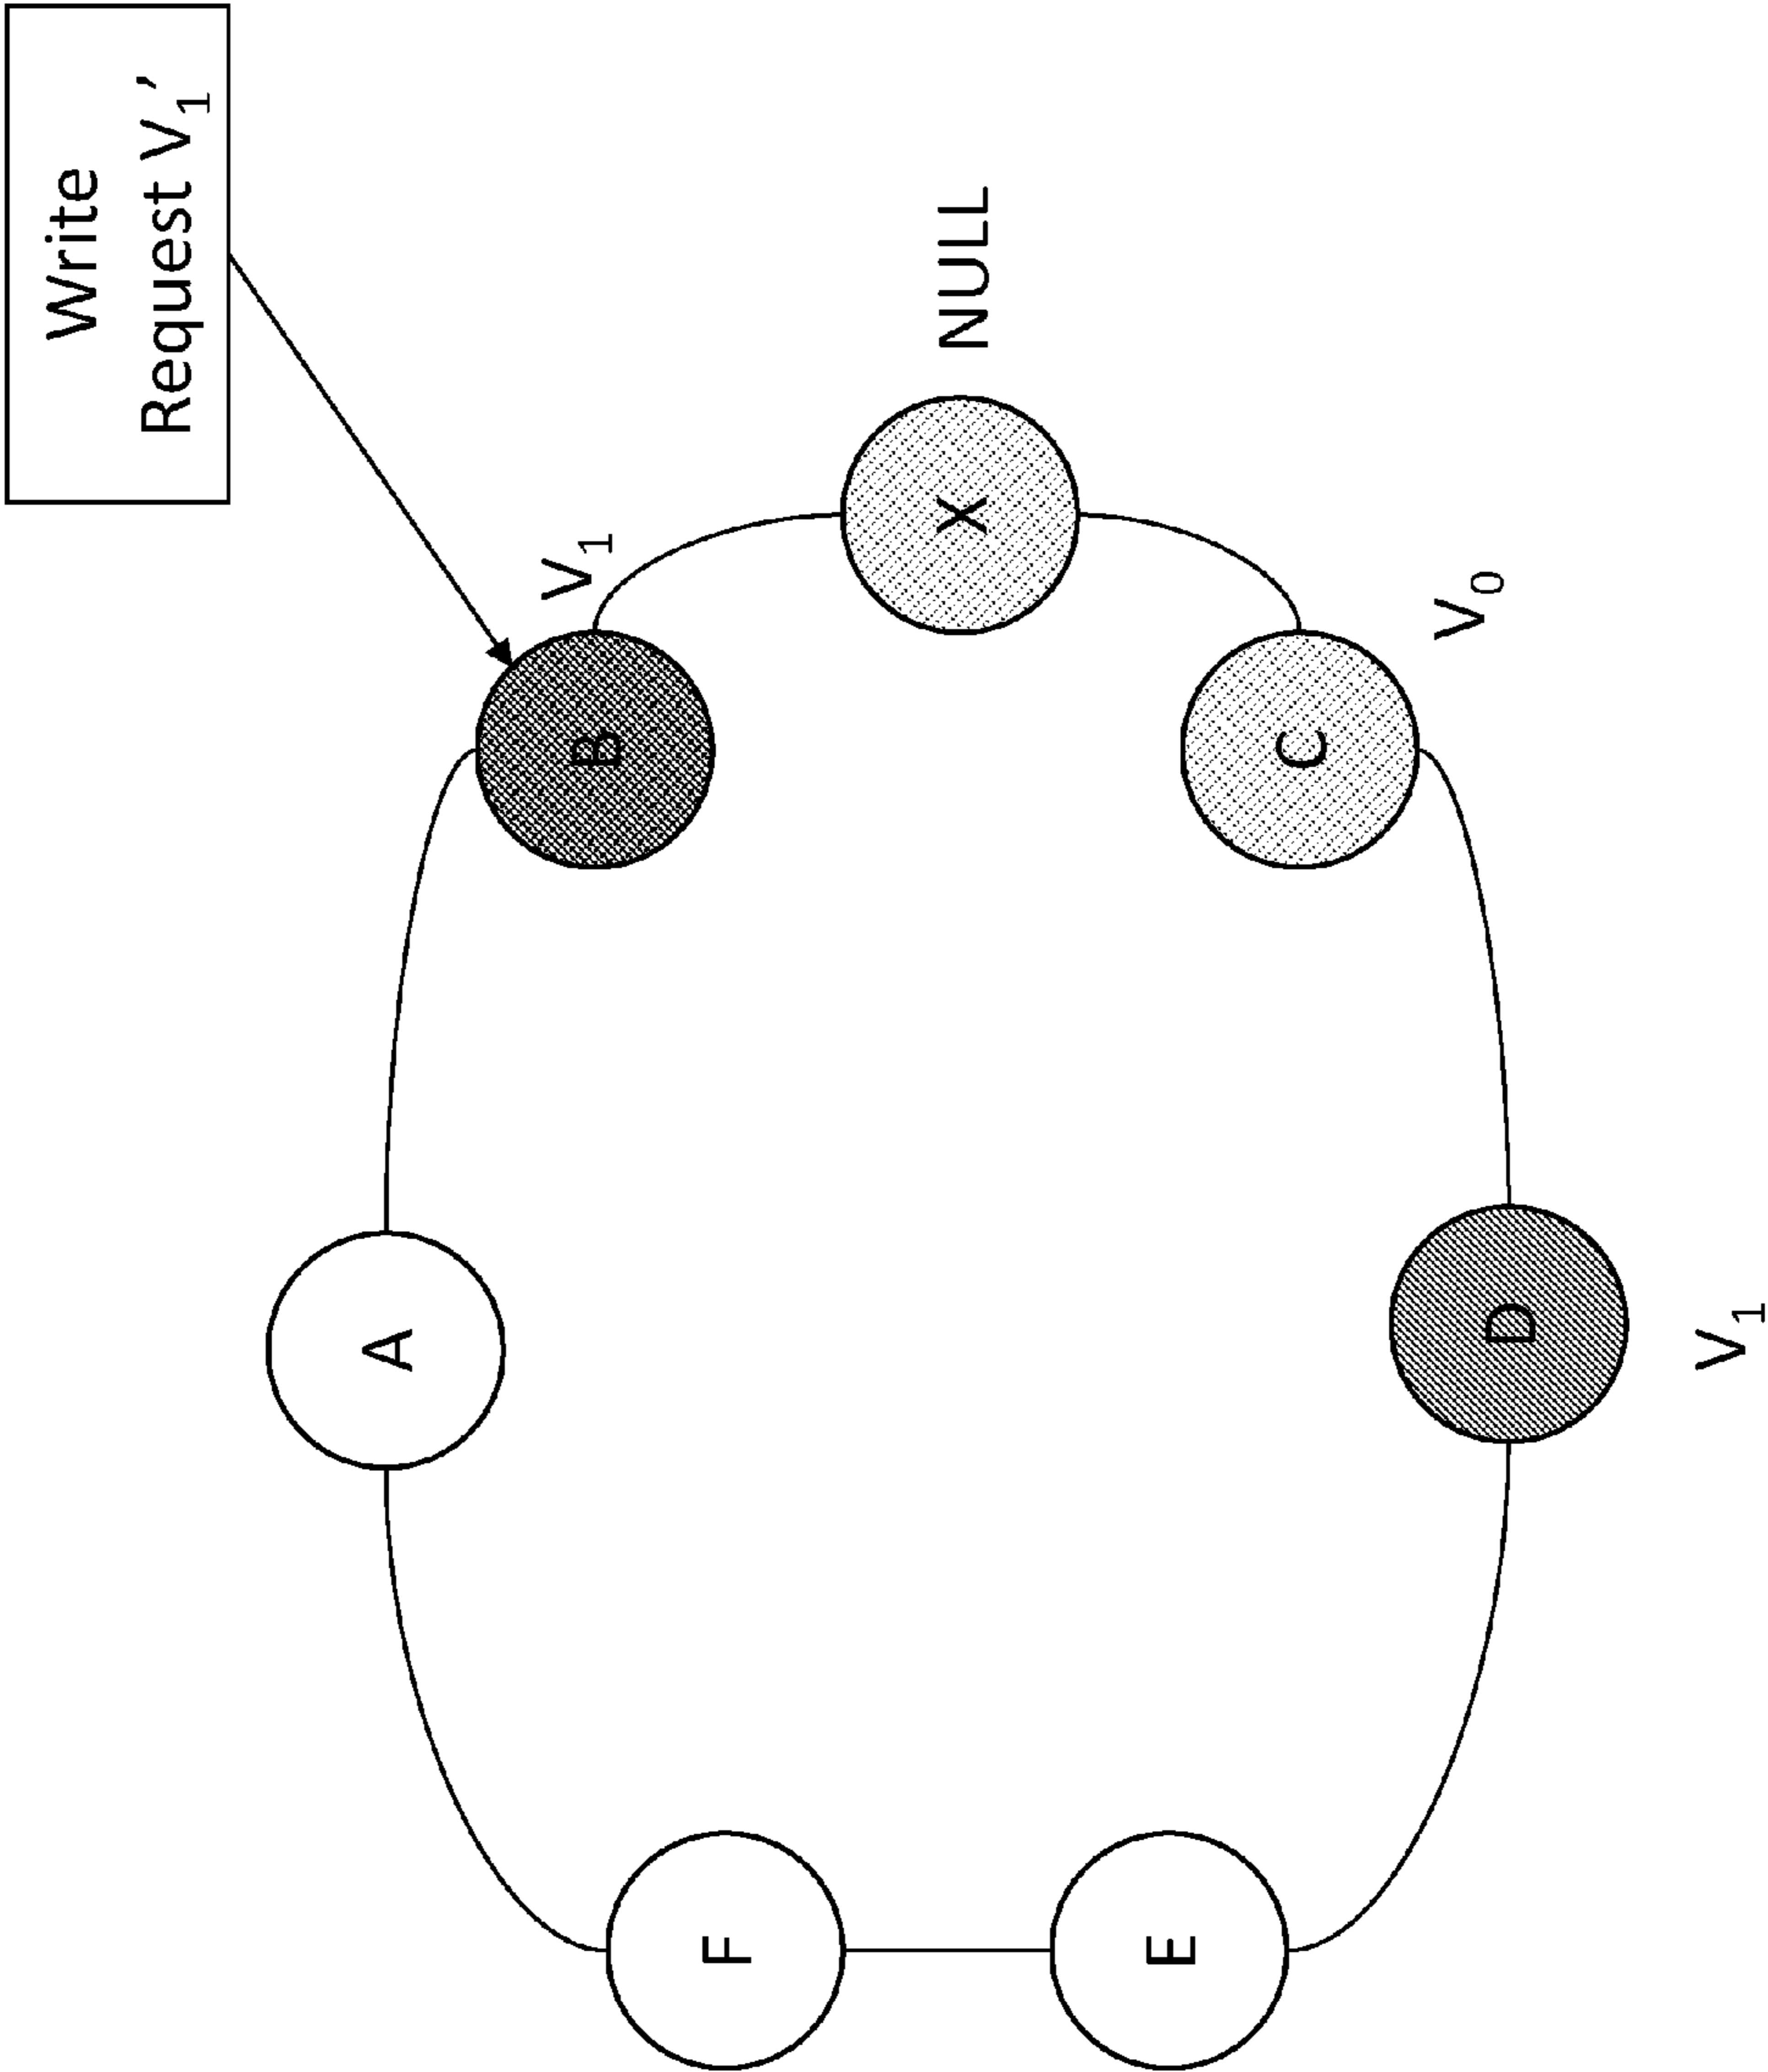 Write
Request V₁’
A
B
V₁
F
X
NULL
E
C
V₀
D
V₁